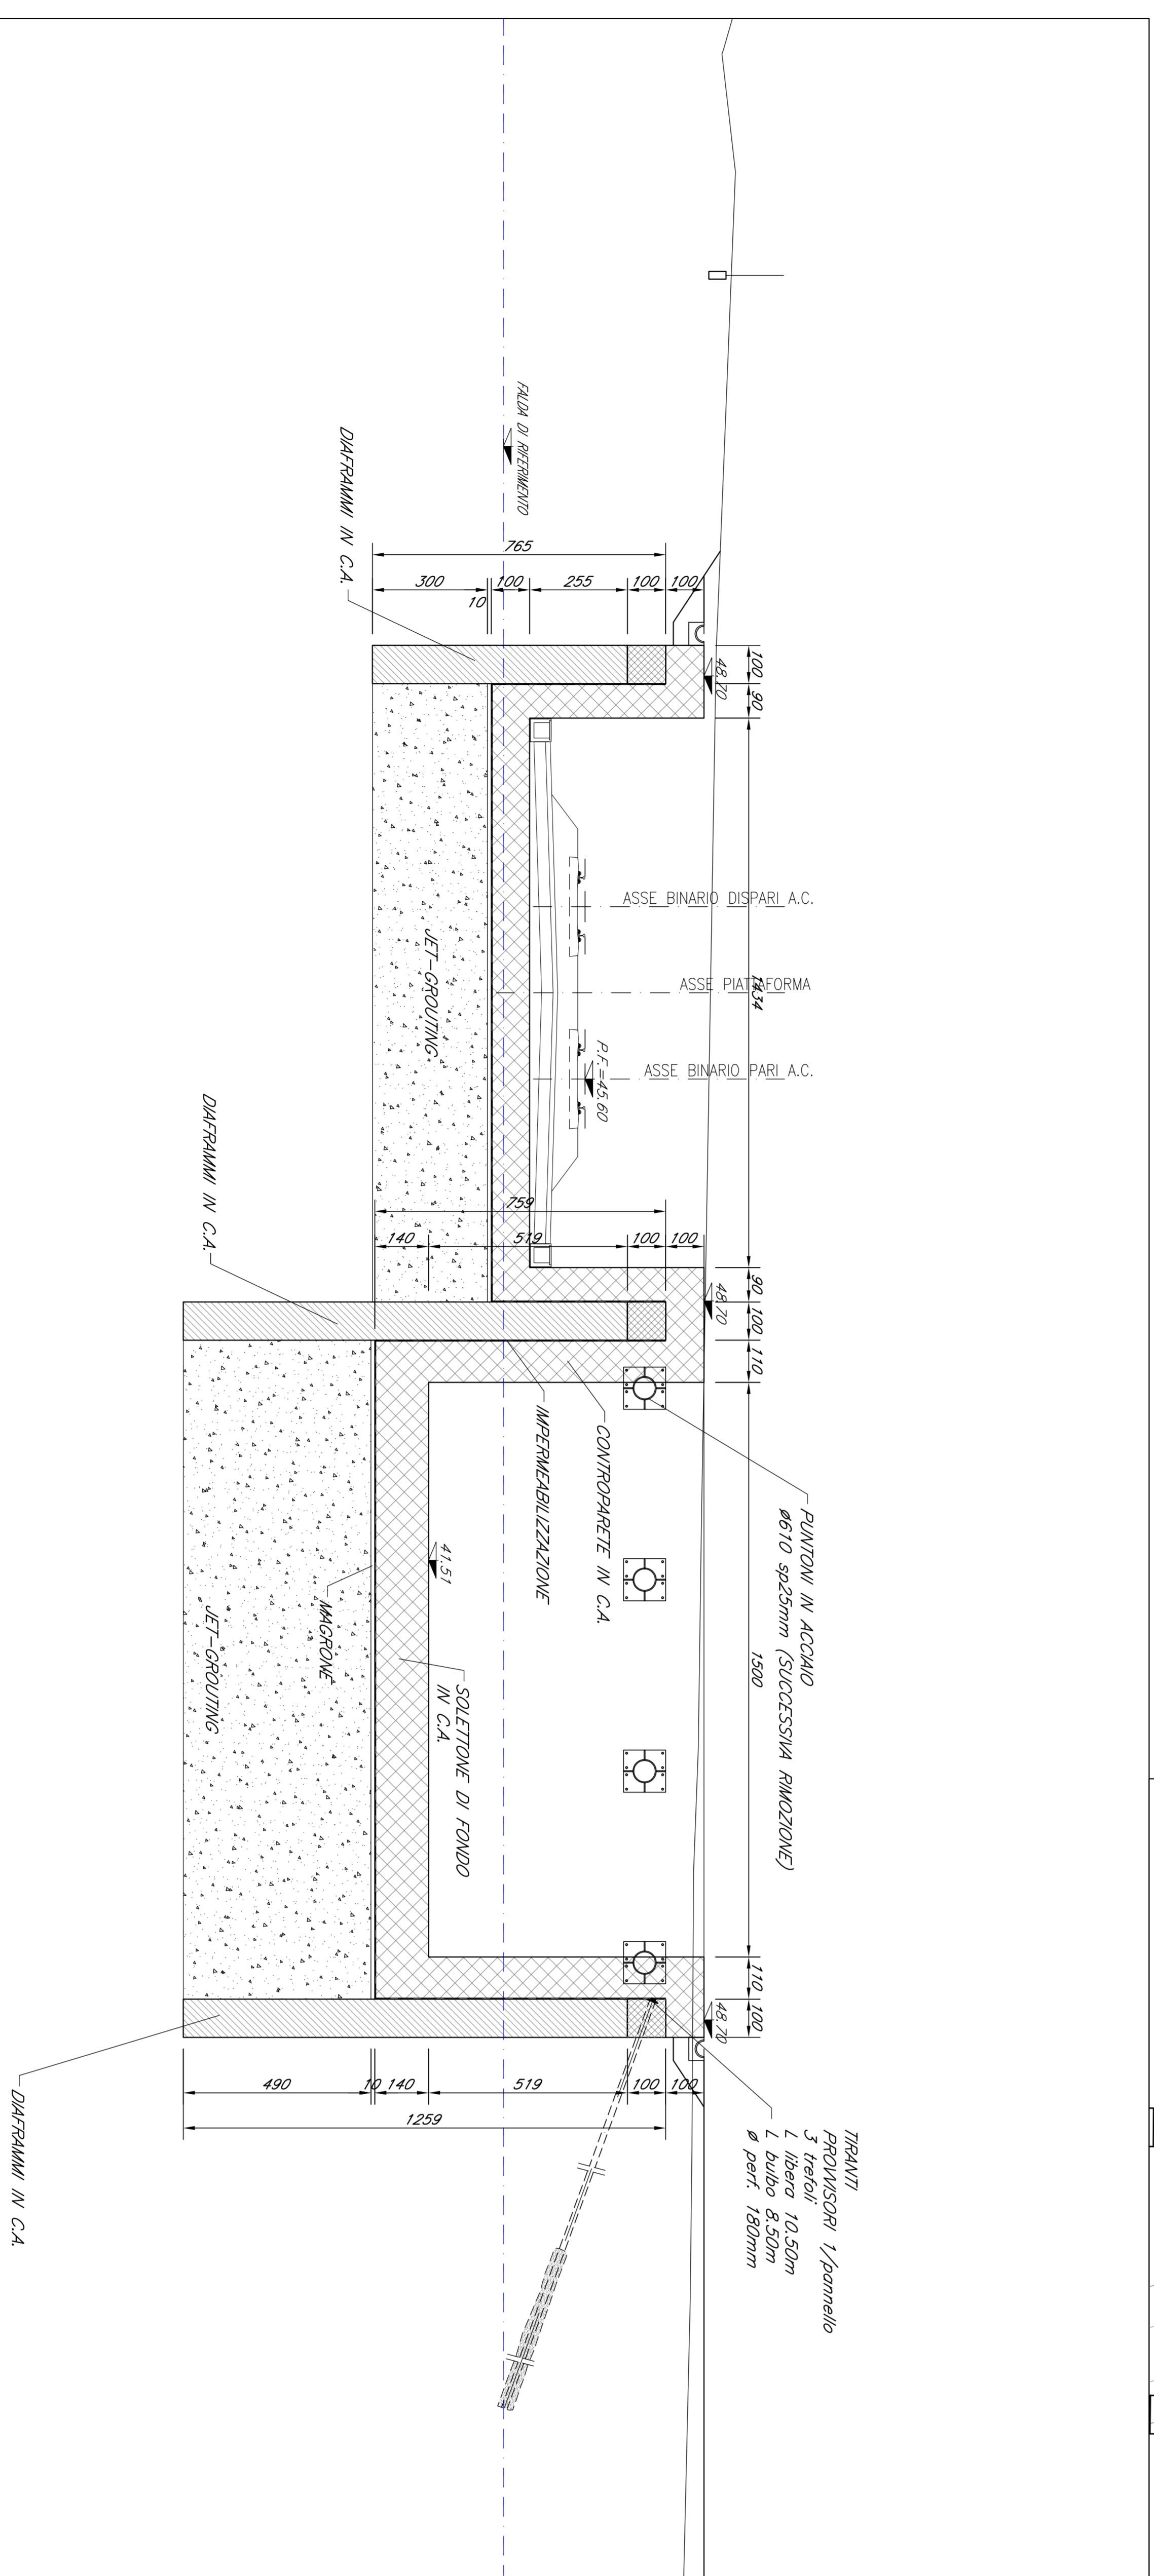 FALDA DI RIFERIMENTO
DIAFRAMMI IN C.A.
765
300
10
100
255
100
100
100
90
48.70
ASSE BINARIO DISPARI A.C.
ASSE PIATTAFORMA
1434
ASSE BINARIO PARI A.C.
P.F.=45.60
JET-GROUTING
DIAFRAMMI IN C.A.
759
140
519
100
100
90
100
110
48.70
PUNTONI IN ACCIAIO
ø610 sp25mm (SUCCESSIVA RIMOZIONE)
CONTROPARETE IN C.A.
IMPERMEABILIZZAZIONE
41.51
1500
SOLETTONE DI FONDO
IN C.A.
MAGRONE
JET-GROUTING
110
100
48.70
490
10
140
519
100
100
1259
TIRANTI
PROVVISORI 1/pannello
3 trefoli
L libera 10.50m
L bulbo 8.50m
ø perf. 180mm
DIAFRAMMI IN C.A.